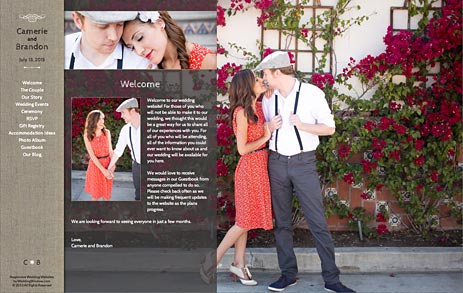 Camerie
and
Brandon
July 13, 2015
Welcome
The Couple
Our Story
Wedding Events
Ceremony
RSVP
Gift Registry
Accommodation Ideas
Photo Album
Guestbook
Our Blog
C B
Welcome
Welcome to our wedding
website! For those of you who
will not be able to make it to our
wedding, we thought this would
be a great way for us to share all
of our experiences with you. For
all of you who will be attending,
all of the information you could
ever want to know about us and
our wedding will be available for
you here.
We would love to receive
messages in our Guestbook from
anyone compelled to do so.
Please check back often as we
will be making frequent updates
to the website as the plans
progress.
We are looking forward to seeing everyone in just a few months.
Love,
Camerie and Brandon